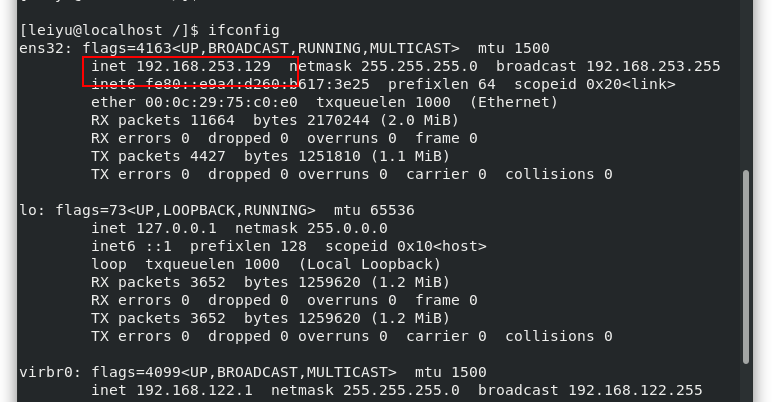 [leiyu@localhost /]$ ifconfig
ens32: flags=4163<UP,BROADCAST,RUNNING,MULTICAST>  mtu 1500
        inet 192.168.253.129  netmask 255.255.255.0  broadcast 192.168.253.255
        inet6 fe80::e9a4:d260:b617:3e25  prefixlen 64  scopeid 0x20<link>
        ether 00:0c:29:75:c0:e0  txqueuelen 1000  (Ethernet)
        RX packets 11664  bytes 2170244 (2.0 MiB)
        RX errors 0  dropped 0  overruns 0  frame 0
        TX packets 4427  bytes 1251810 (1.1 MiB)
        TX errors 0  dropped 0 overruns 0  carrier 0  collisions 0

lo: flags=73<UP,LOOPBACK,RUNNING>  mtu 65536
        inet 127.0.0.1  netmask 255.0.0.0
        inet6 ::1  prefixlen 128  scopeid 0x10<host>
        loop  txqueuelen 1000  (Local Loopback)
        RX packets 3652  bytes 1259620 (1.2 MiB)
        RX errors 0  dropped 0  overruns 0  frame 0
        TX packets 3652  bytes 1259620 (1.2 MiB)
        TX errors 0  dropped 0 overruns 0  carrier 0  collisions 0

virbr0: flags=4099<UP,BROADCAST,MULTICAST>  mtu 1500
        inet 192.168.122.1  netmask 255.255.255.0  broadcast 192.168.122.255